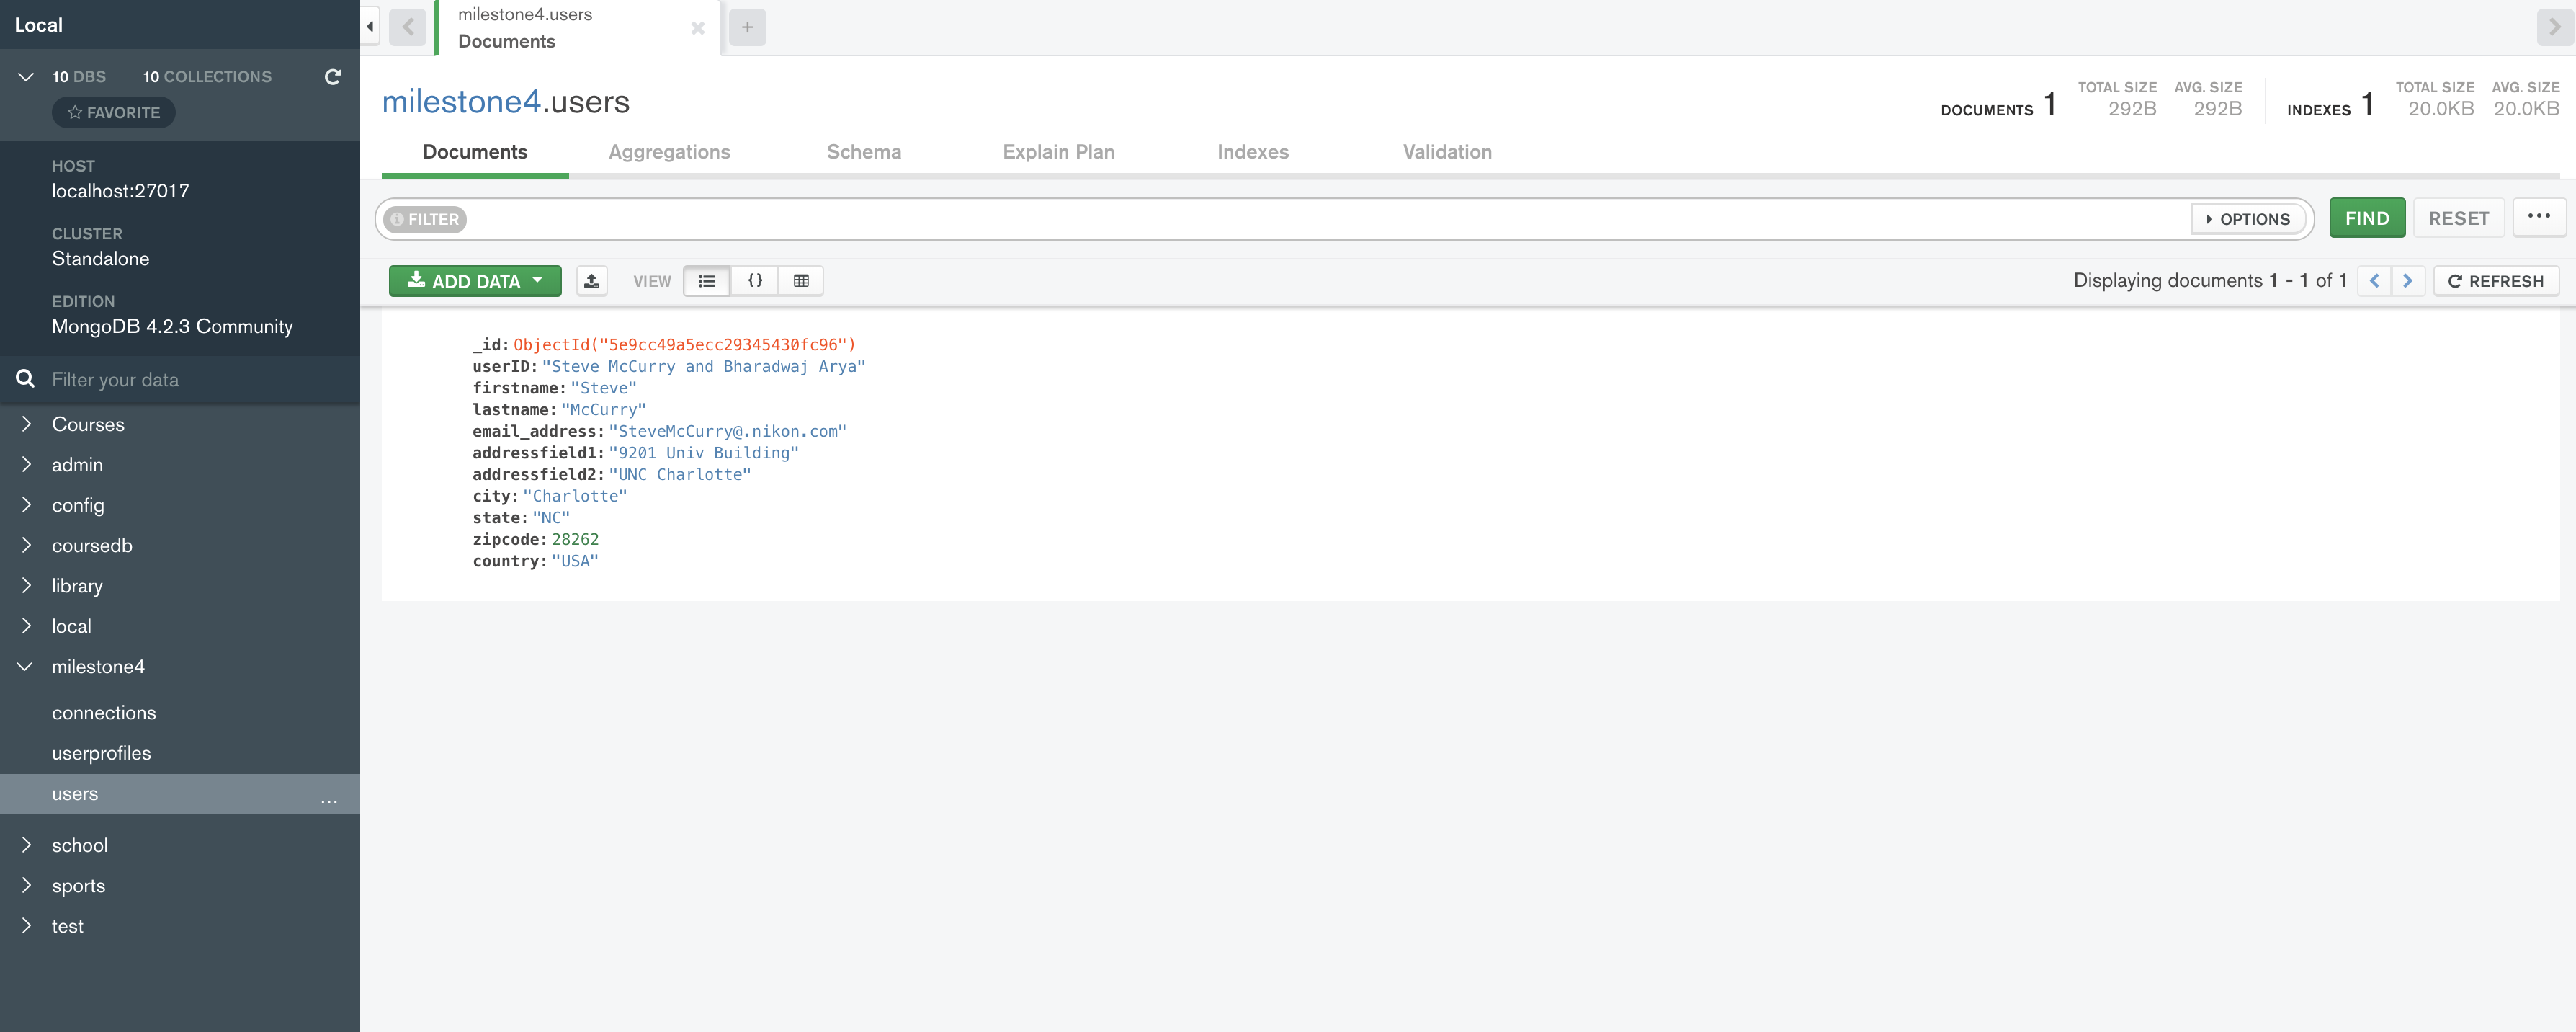 Local
10 DBS 10 COLLECTIONS
FAVORITE
HOST
localhost:27017
CLUSTER
Standalone
EDITION
MongoDB 4.2.3 Community
Filter your data
Courses
admin
config
coursedb
library
local
milestone4
connections
userprofiles
users ...
school
sports
test
milestone4.users
Documents
milestone4.users
DOCUMENTS 1 TOTAL SIZE 292B AVG. SIZE 292B INDEXES 1 TOTAL SIZE 20.0KB AVG. SIZE 20.0KB
Documents Aggregations Schema Explain Plan Indexes Validation
FILTER OPTIONS FIND RESET ...
ADD DATA VIEW {} Displaying documents 1 - 1 of 1 REFRESH
_id: ObjectId("5e9cc49a5ecc29345430fc96")
userID: "Steve McCurry and Bharadwaj Arya"
firstname: "Steve"
lastname: "McCurry"
email_address: "SteveMcCurry@.nikon.com"
addressfield1: "9201 Univ Building"
addressfield2: "UNC Charlotte"
city: "Charlotte"
state: "NC"
zipcode: 28262
country: "USA"